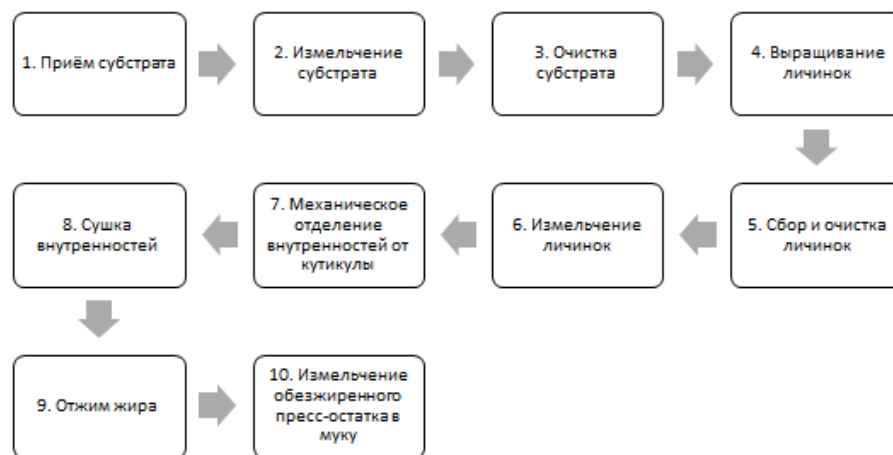 1. Приём субстрата
2. Измельчение
субстрата
3. Очистка
субстрата
4. Выращивание
личинок
5. Сбор и очистка
личинок
6. Измельчение
личинок
7. Механическое
отделение
внутренностей от
кутикулы
8. Сушка
внутренностей
9. Отжим жира
10. Измельчение
обезжиренного
пресс-остатка в
муку